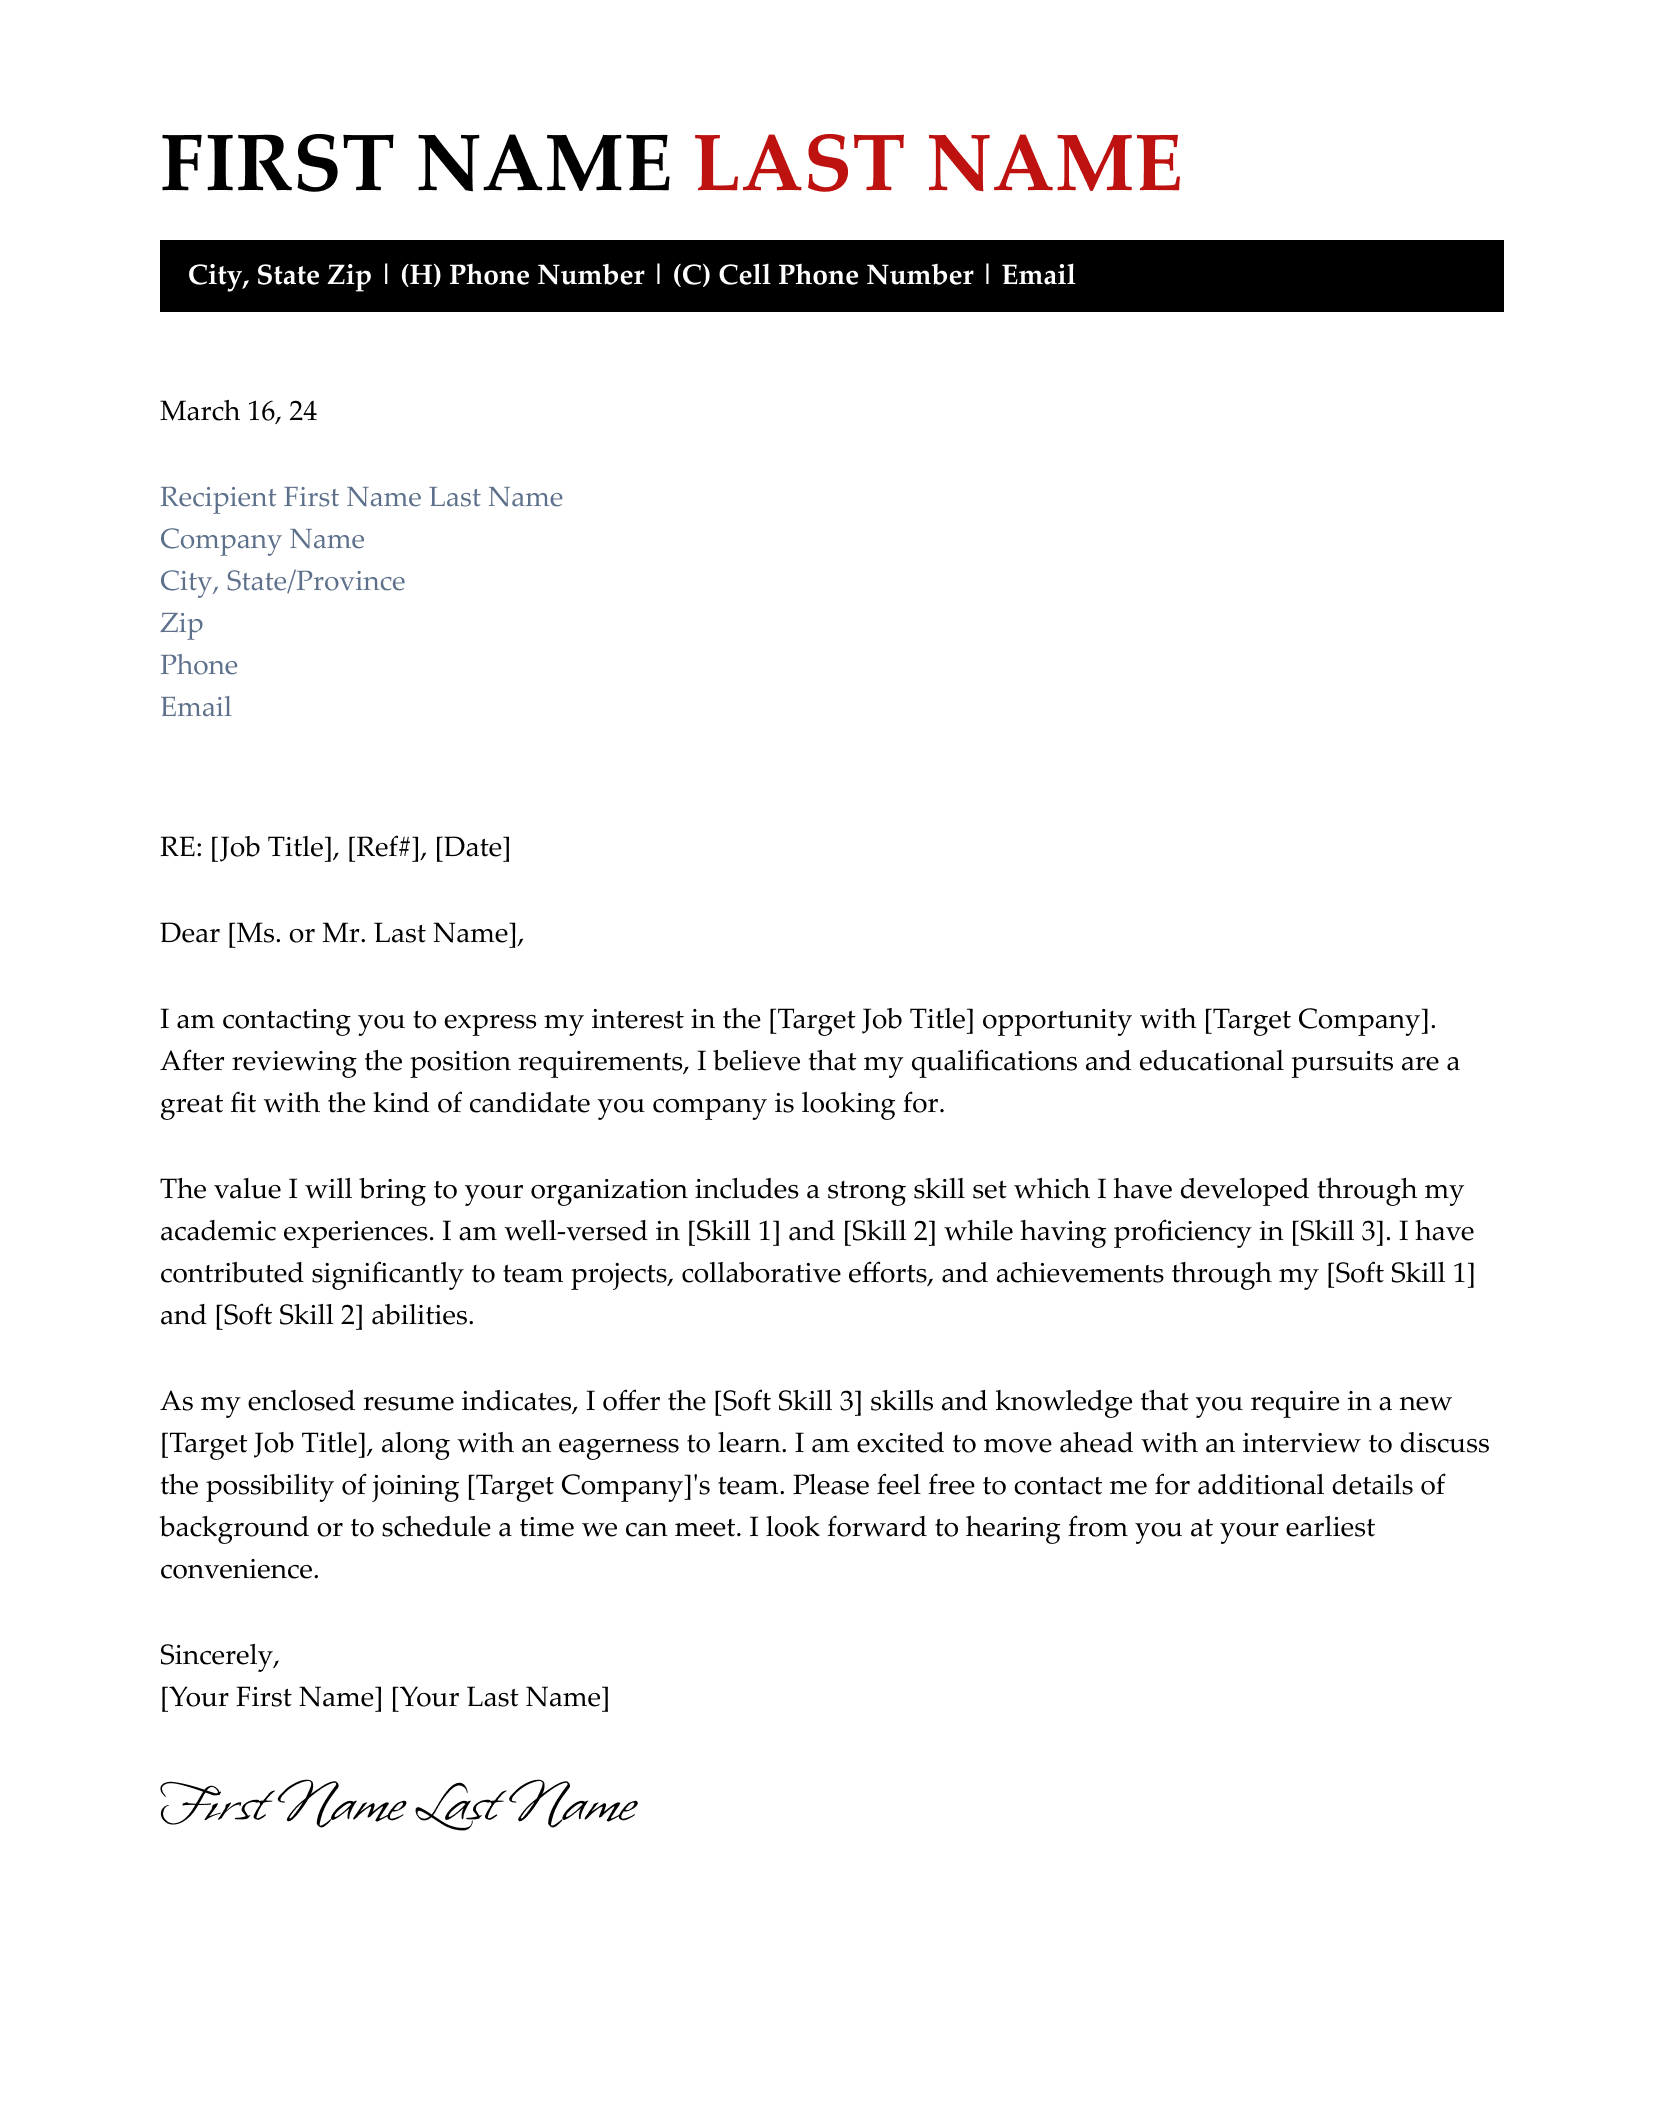 FIRST NAME LAST NAME
City, State Zip | (H) Phone Number | (C) Cell Phone Number | Email
March 16, 24
Recipient First Name Last Name
Company Name
City, State/Province
Zip
Phone
Email
RE: [Job Title], [Ref#], [Date]
Dear [Ms. or Mr. Last Name],
I am contacting you to express my interest in the [Target Job Title] opportunity with [Target Company].
After reviewing the position requirements, I believe that my qualifications and educational pursuits are a
great fit with the kind of candidate you company is looking for.
The value I will bring to your organization includes a strong skill set which I have developed through my
academic experiences. I am well-versed in [Skill 1] and [Skill 2] while having proficiency in [Skill 3]. I have
contributed significantly to team projects, collaborative efforts, and achievements through my [Soft Skill 1]
and [Soft Skill 2] abilities.
As my enclosed resume indicates, I offer the [Soft Skill 3] skills and knowledge that you require in a new
[Target Job Title], along with an eagerness to learn. I am excited to move ahead with an interview to discuss
the possibility of joining [Target Company]'s team. Please feel free to contact me for additional details of
background or to schedule a time we can meet. I look forward to hearing from you at your earliest
convenience.
Sincerely,
[Your First Name] [Your Last Name]
First Name Last Name